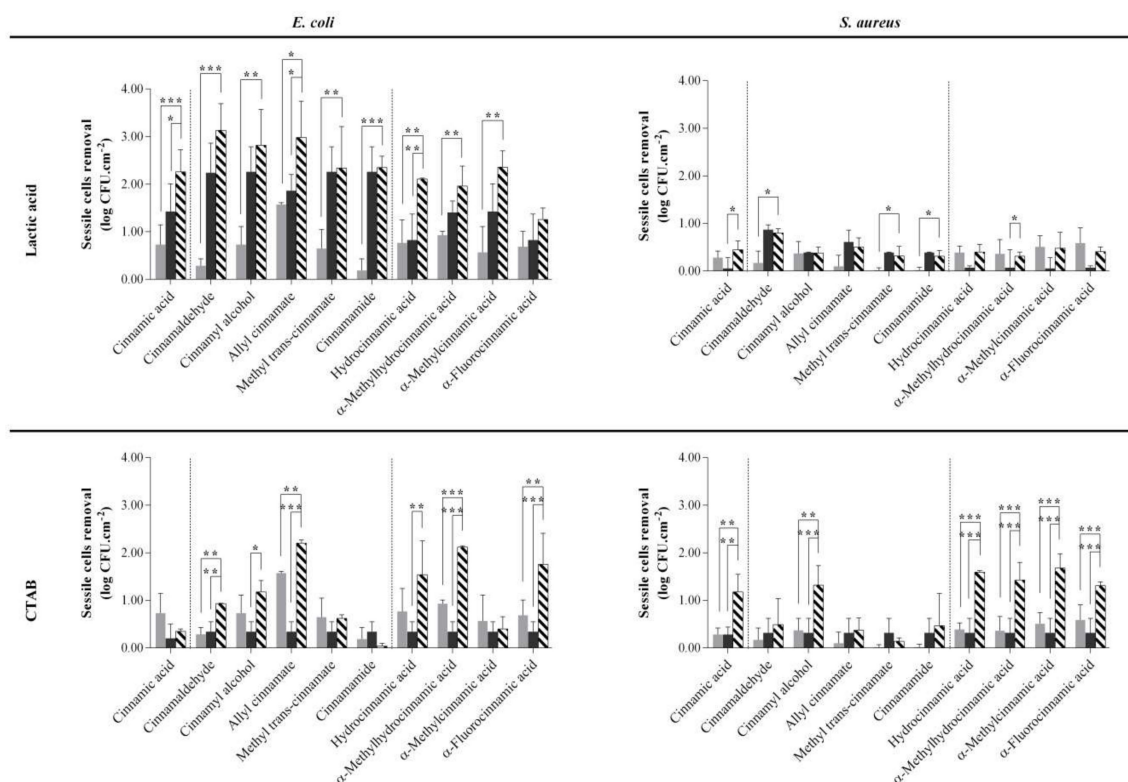 E. coli
S. aureus
Lactic acid
Sessile cells removal
(log CFU.cm⁻²)
4.00
3.00
2.00
1.00
0.00
***
*
***
**
*
*
**
***
**
**
**
**
Cinnamic acid
Cinnamaldehyde
Cinnamyl alcohol
Allyl cinnamate
Methyl trans-cinnamate
Cinnamamide
Hydrocinnamic acid
α-Methylhydrocinnamic acid
α-Methylcinnamic acid
α-Fluorocinnamic acid
Sessile cells removal
(log CFU.cm⁻²)
4.00
3.00
2.00
1.00
0.00
*
*
*
*
*
Cinnamic acid
Cinnamaldehyde
Cinnamyl alcohol
Allyl cinnamate
Methyl trans-cinnamate
Cinnamamide
Hydrocinnamic acid
α-Methylhydrocinnamic acid
α-Methylcinnamic acid
α-Fluorocinnamic acid
CTAB
Sessile cells removal
(log CFU.cm⁻²)
4.00
3.00
2.00
1.00
0.00
**
**
*
**
***
**
***
***
**
***
Cinnamic acid
Cinnamaldehyde
Cinnamyl alcohol
Allyl cinnamate
Methyl trans-cinnamate
Cinnamamide
Hydrocinnamic acid
α-Methylhydrocinnamic acid
α-Methylcinnamic acid
α-Fluorocinnamic acid
Sessile cells removal
(log CFU.cm⁻²)
4.00
3.00
2.00
1.00
0.00
**
**
**
***
***
***
***
***
***
***
***
***
Cinnamic acid
Cinnamaldehyde
Cinnamyl alcohol
Allyl cinnamate
Methyl trans-cinnamate
Cinnamamide
Hydrocinnamic acid
α-Methylhydrocinnamic acid
α-Methylcinnamic acid
α-Fluorocinnamic acid